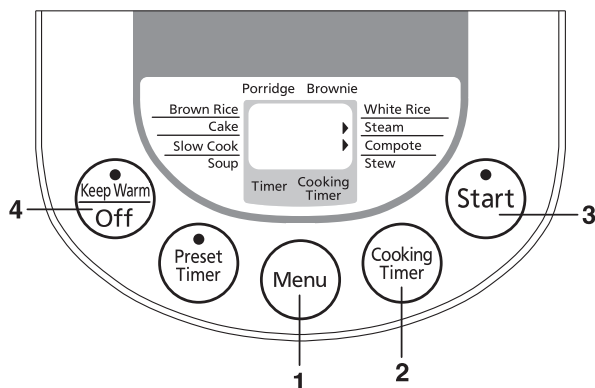 Porridge Brownie
Brown Rice
Cake
Slow Cook
Soup
White Rice
Steam
Compote
Stew
Timer
Cooking
Timer
Keep Warm
Off
4
Preset
Timer
Menu
1
Cooking
Timer
2
Start
3